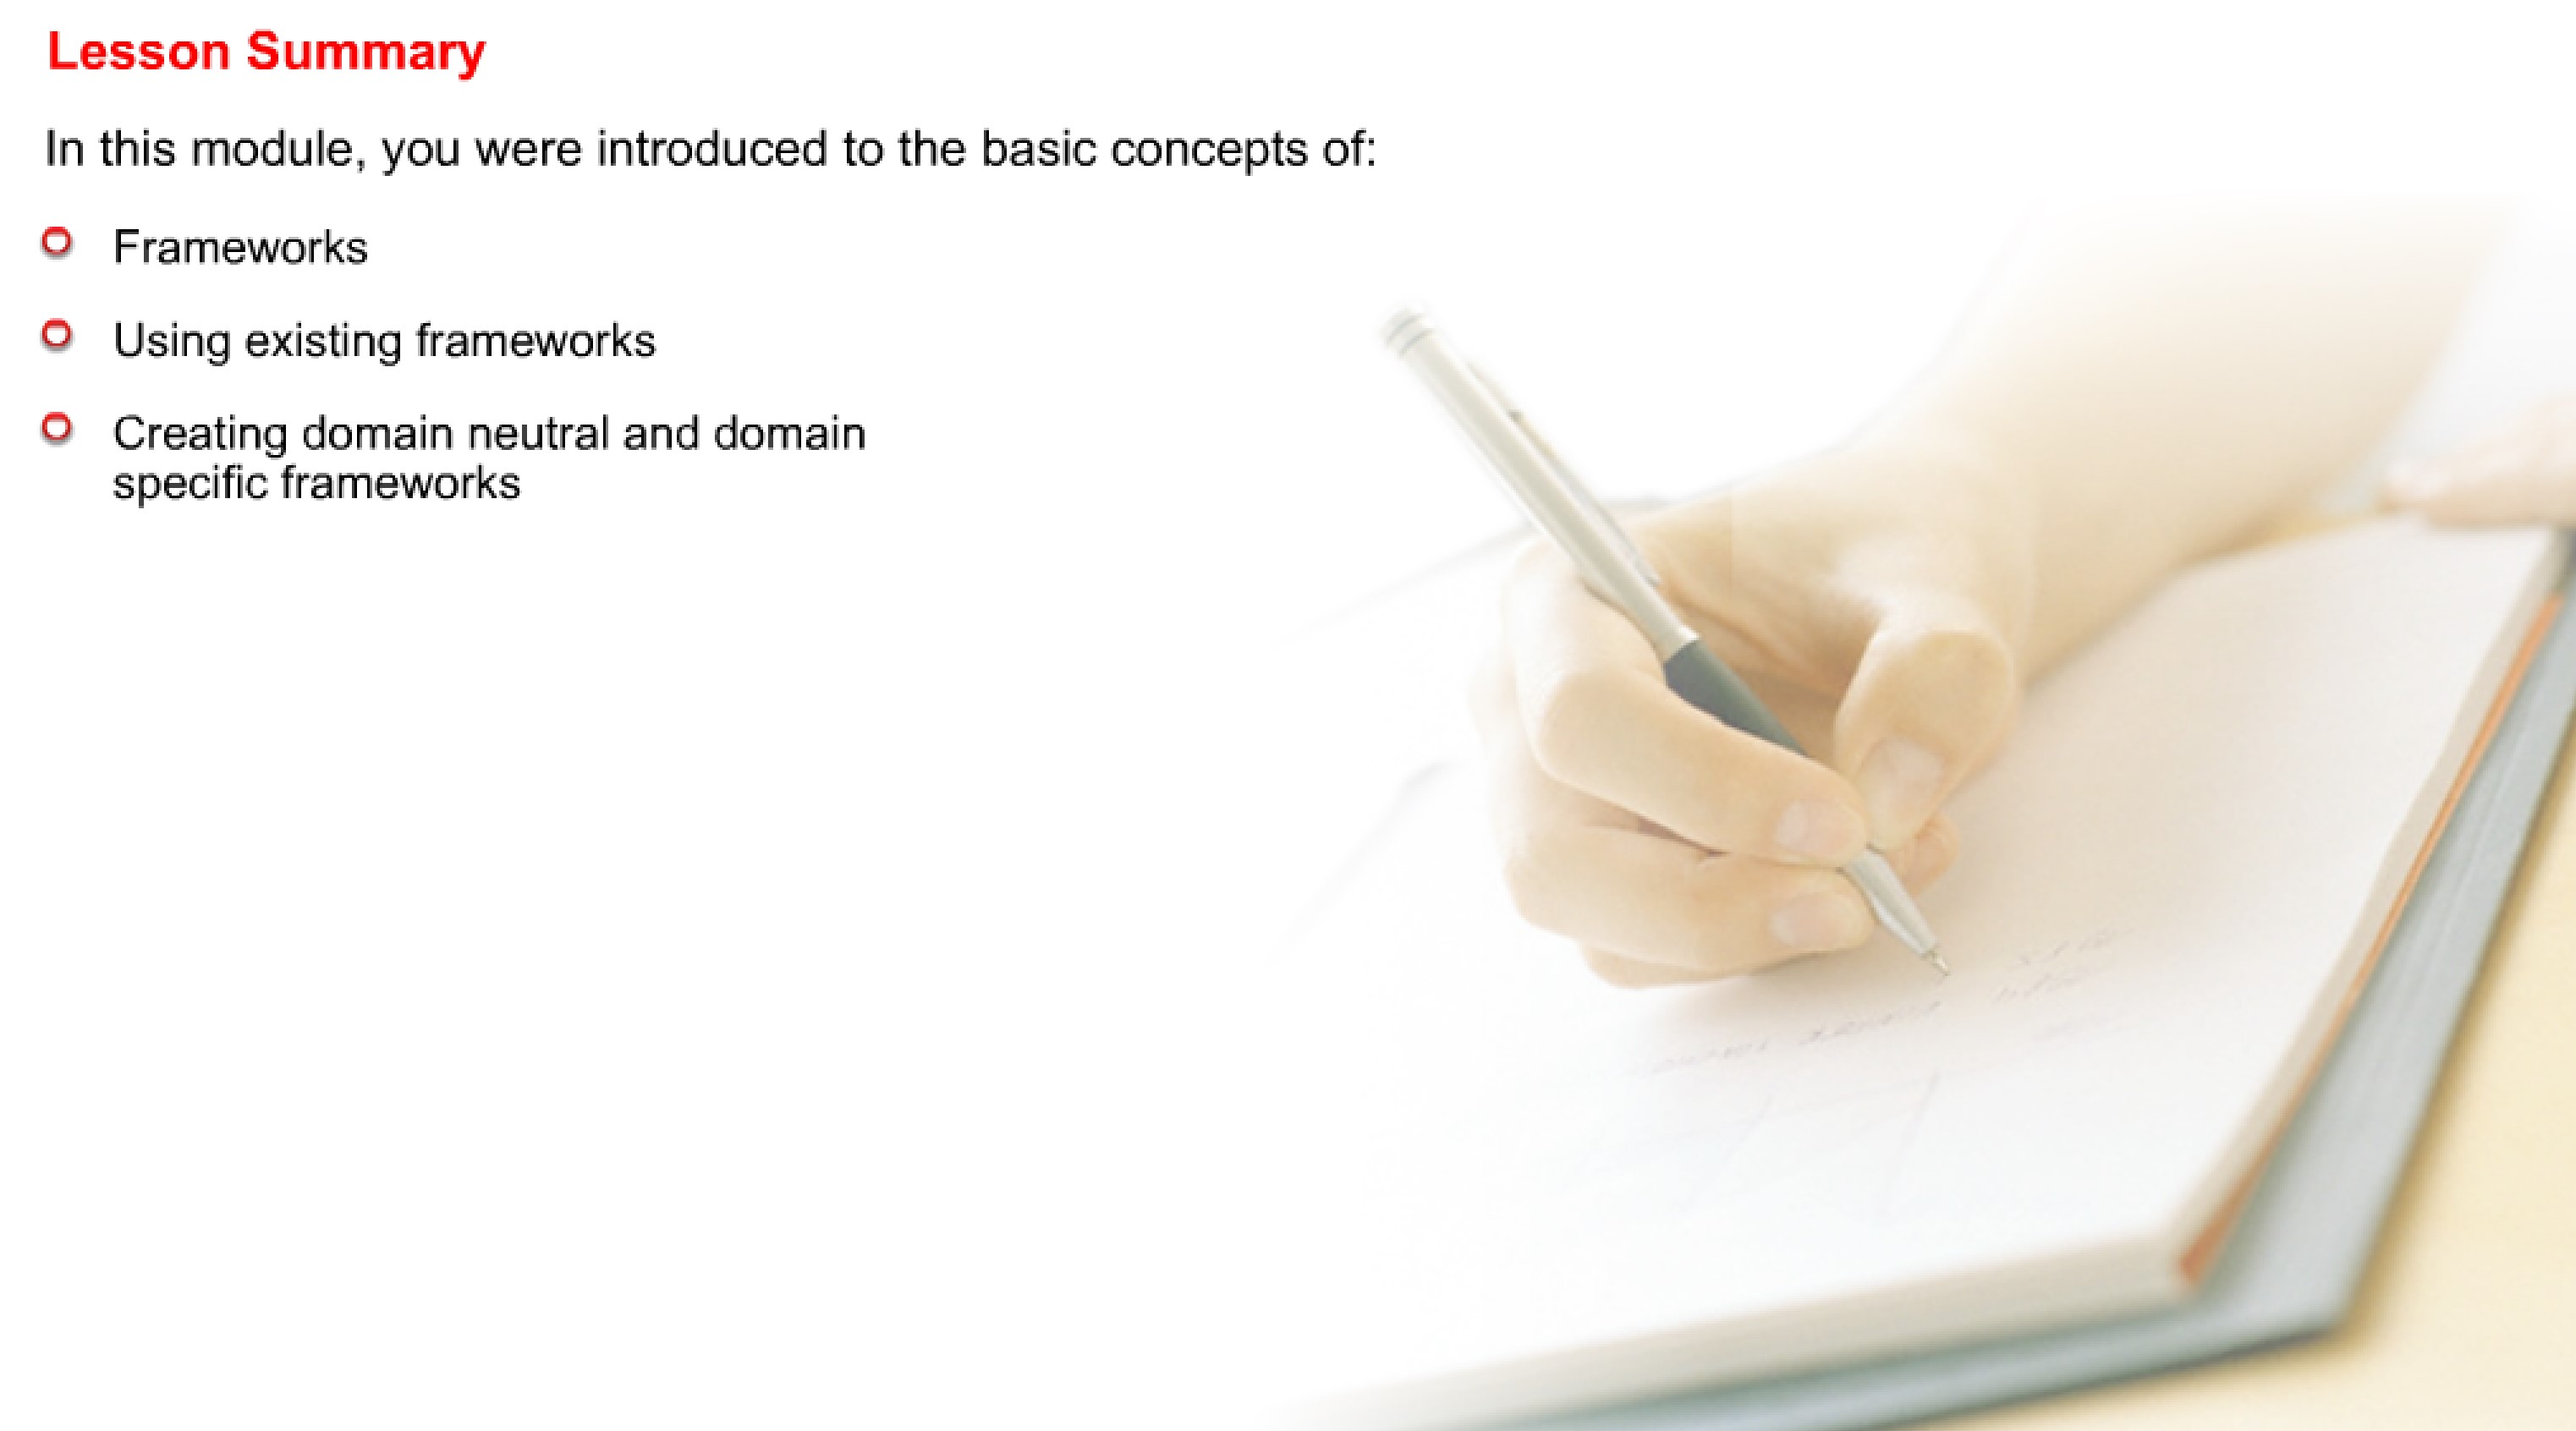 Lesson Summary
In this module, you were introduced to the basic concepts of:
Frameworks
Using existing frameworks
Creating domain neutral and domain
specific frameworks